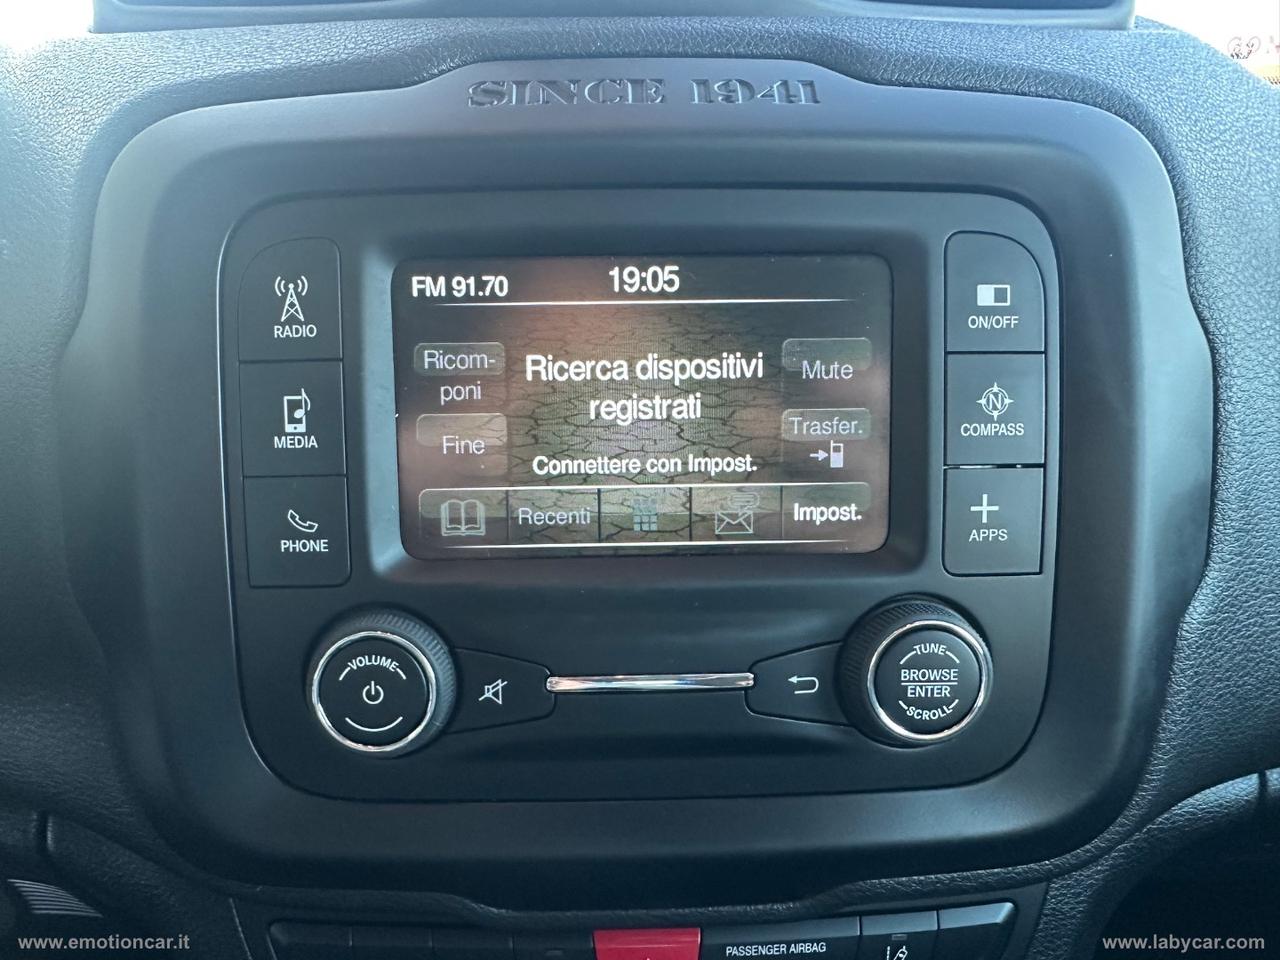 SINCE 1941
RADIO
MEDIA
PHONE
FM 91.70
19:05
Ricom-
poni
Ricerca dispositivi
registrati
Mute
Fine
Trasfer.
Connettere con Impost.
Recenti
Impost.
ON/OFF
N
COMPASS
APPS
VOLUME
TUNE
BROWSE
ENTER
SCROLL
PASSENGER AIRBAG
www.emotioncar.it
www.labycar.com